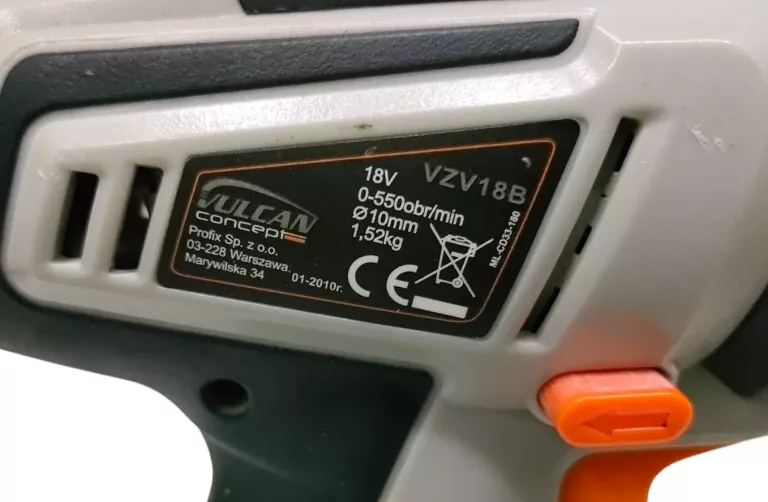 VULCAN
concept
Profix Sp. z o.o.
03-228 Warszawa.
Marywilska 34
01-2010r.
18V
VZV18B
0-550obr/min
Ø10mm
1,52kg
CE
ML-CD33-180